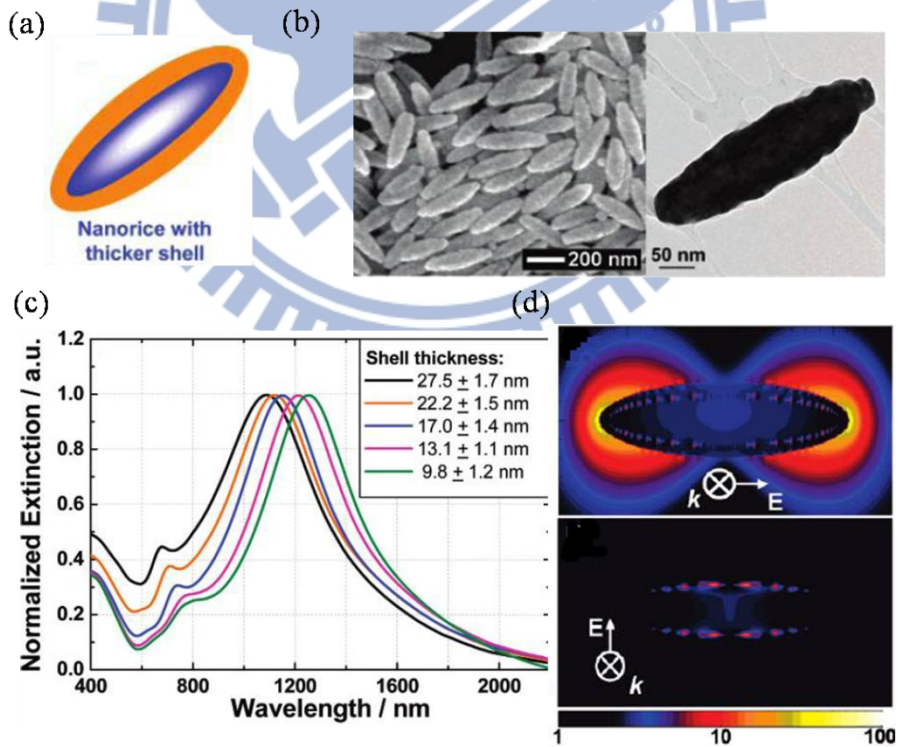 (a)
Nanorice with
thicker shell
(b)
200 nm
50 nm
(c)
Normalized Extinction / a.u.
1.2
1.0
0.8
0.6
0.4
0.2
0.0
400
800
1200
1600
2000
Wavelength / nm
Shell thickness:
27.5 ± 1.7 nm
22.2 ± 1.5 nm
17.0 ± 1.4 nm
13.1 ± 1.1 nm
9.8 ± 1.2 nm
(d)
k E
E
k
1 10 100